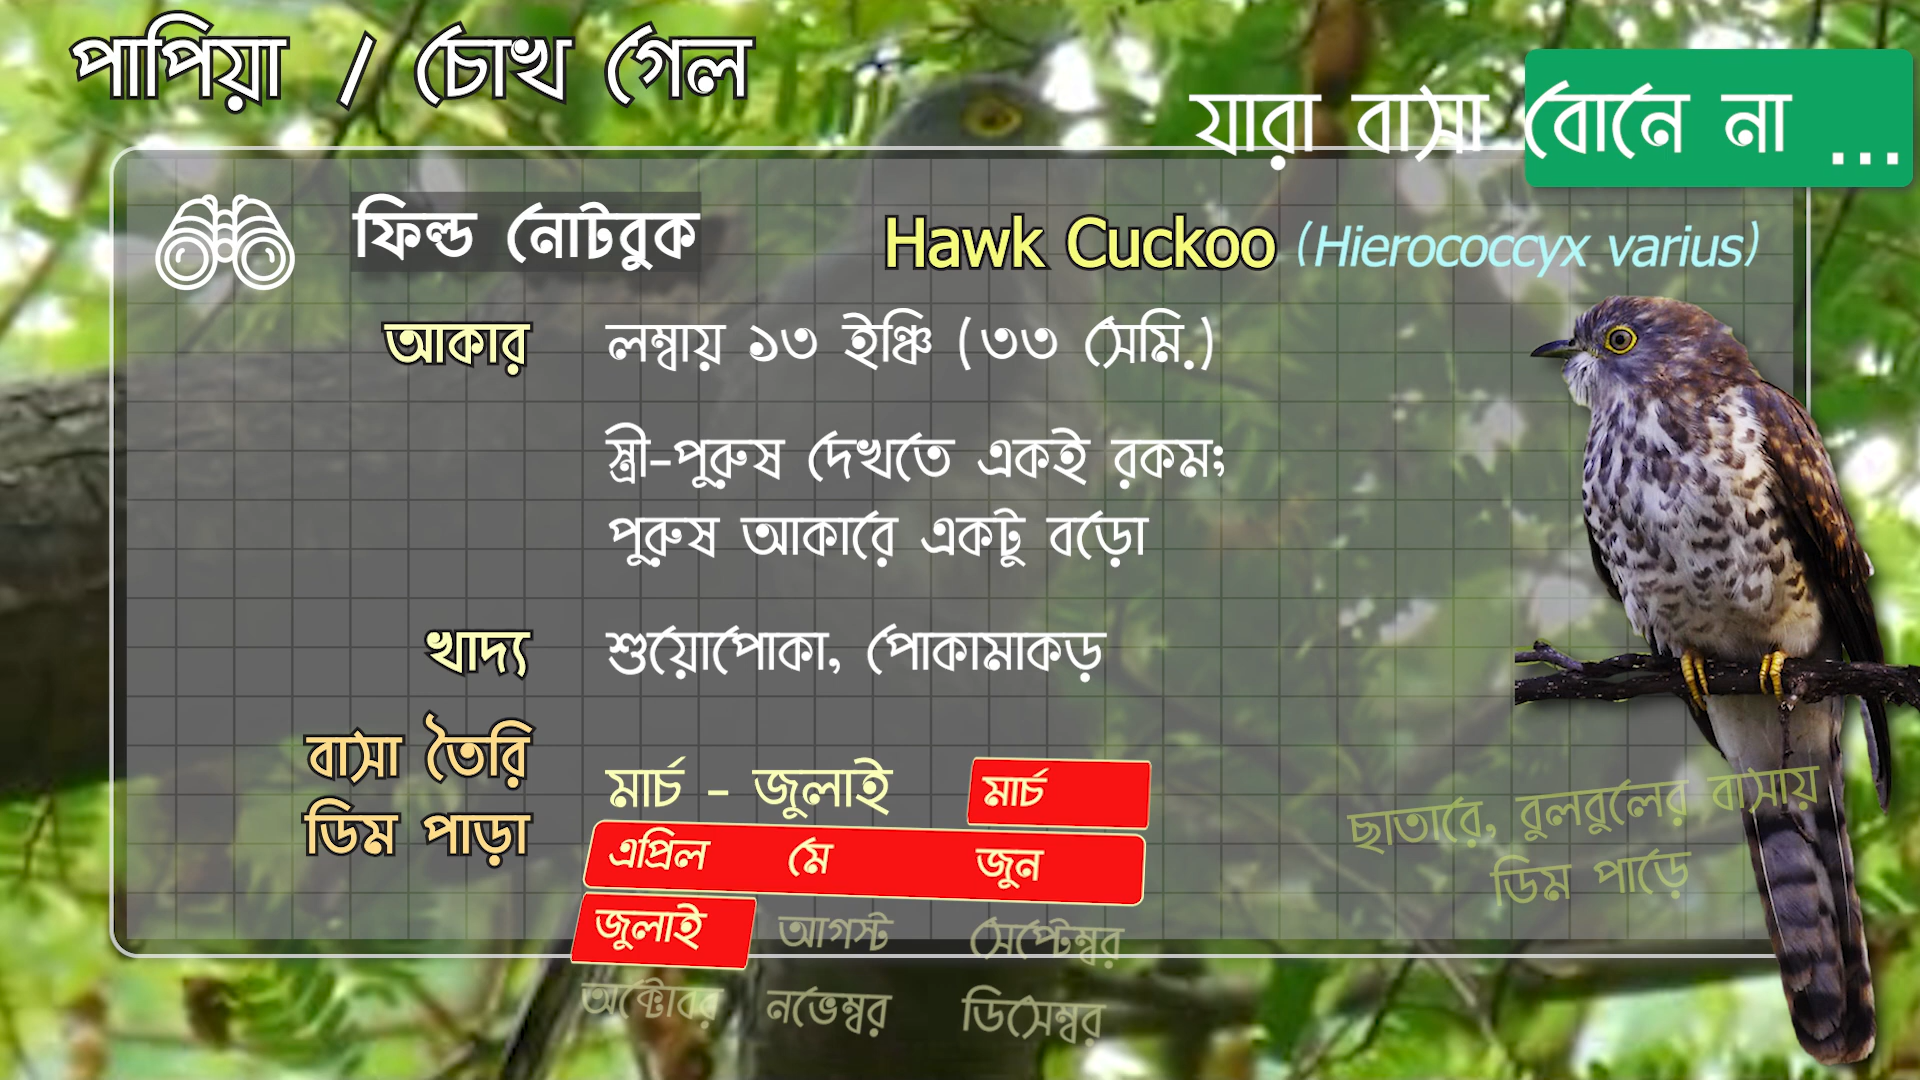 পাপিয়া / চোখ গেল
যারা বাসা বোনে না ...
ফিল্ড নোটবুক
Hawk Cuckoo (Hierococcyx varius)
আকার লম্বায় ১৩ ইঞ্চি (৩৩ সেমি.)
স্ত্রী-পুরুষ দেখতে একই রকম;
পুরুষ আকারে একটু বড়ো
খাদ্য শুয়োপোকা, পোকামাকড়
বাসা তৈরি
ডিম পাড়া
মার্চ - জুলাই মার্চ
এপ্রিল মে জুন
জুলাই আগস্ট সেপ্টেম্বর
অক্টোবর নভেম্বর ডিসেম্বর
ছাতারে, বুলবুলের বাসায়
ডিম পাড়ে